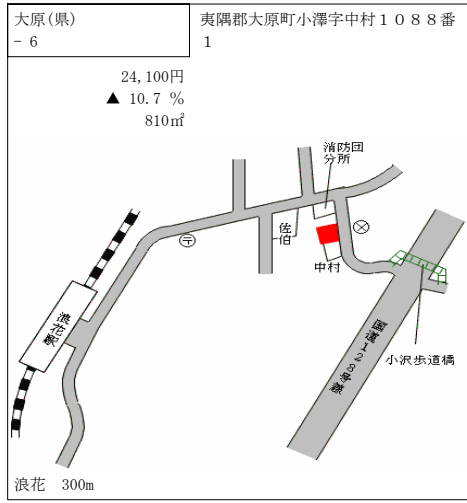 大原(県)
- 6
夷隅郡大原町小澤字中村１０８８番
1
24,100円
▲ 10.7 %
810㎡
消防団
分所
佐伯
中村
浪花駅
国道１２８号線
小沢歩道橋
浪花 300m